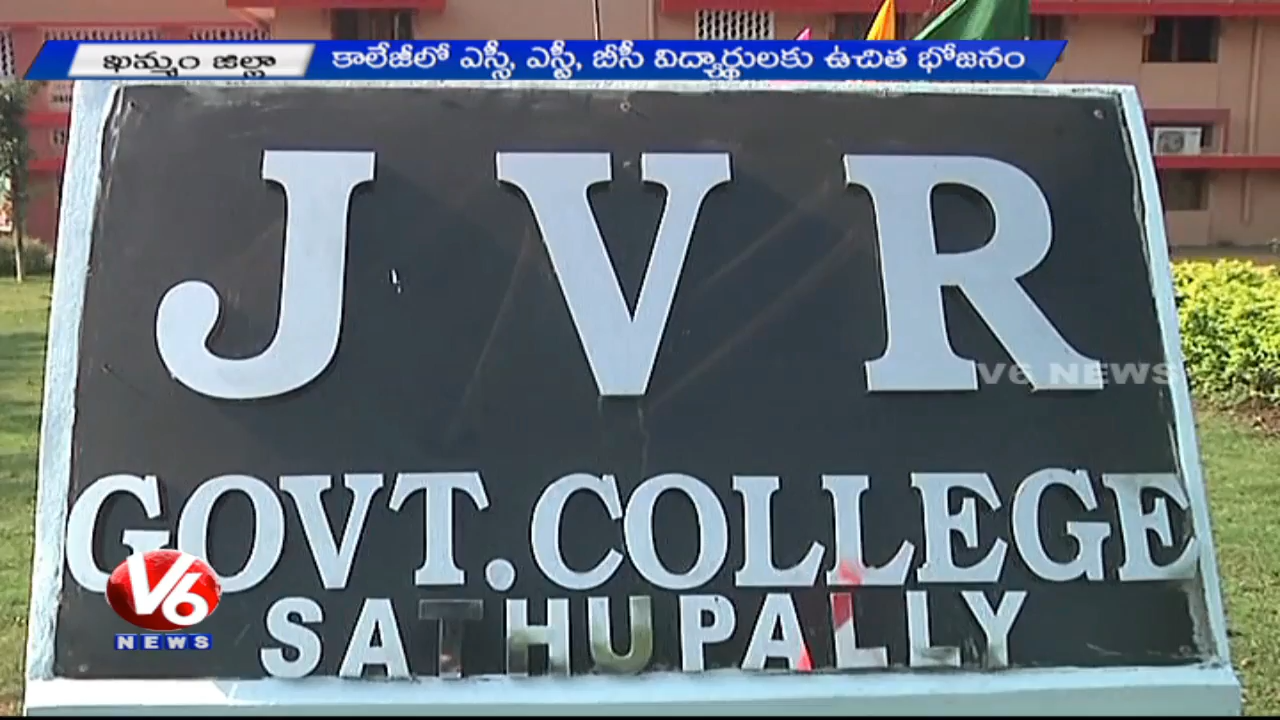 ఖమ్మం జిల్లా
కాలేజీలో ఎస్సీ, ఎస్టీ, బీసీ విద్యార్థులకు ఉచిత భోజనం
J V R
V6 NEWS
GOVT. COLLEGE
SATHUPALLY
V6
NEWS